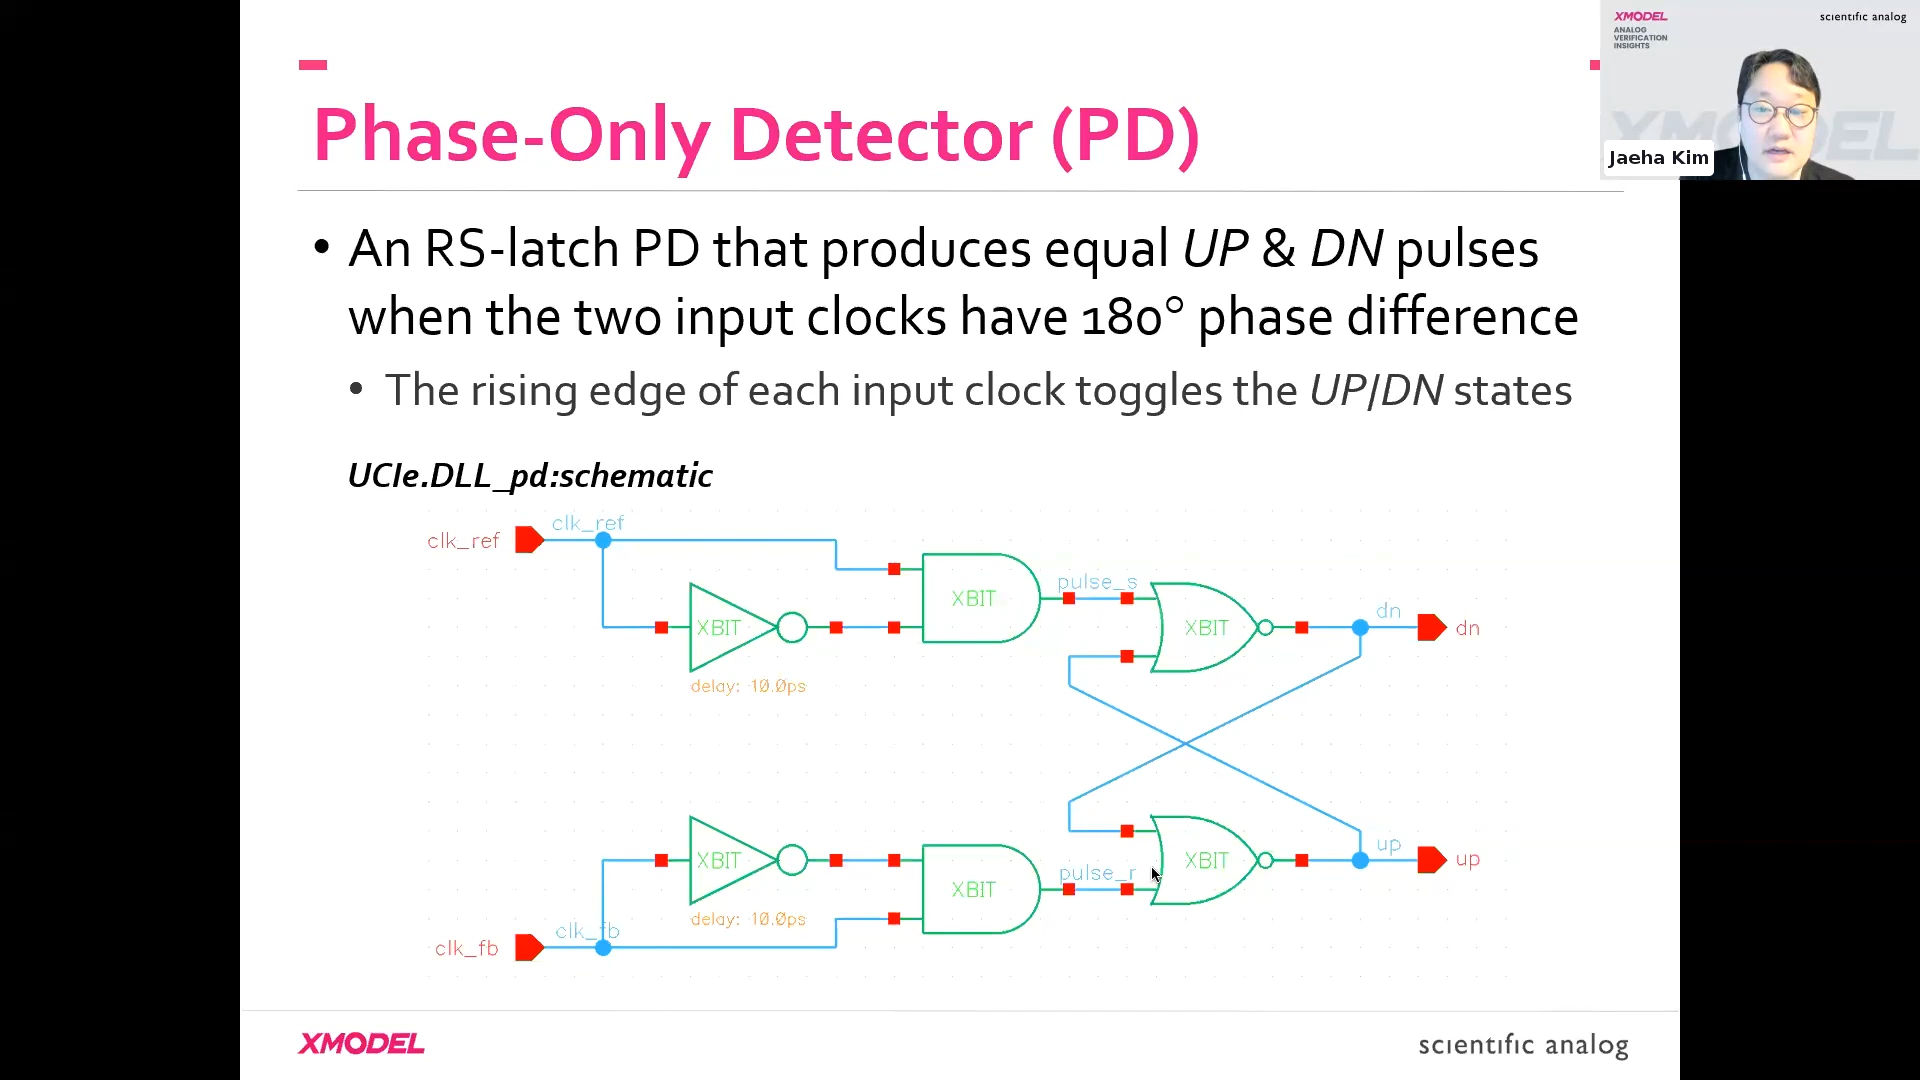 XMODEL
ANALOG
VERIFICATION
INSIGHTS
scientific analog
Jaeha Kim
Phase-Only Detector (PD)
• An RS-latch PD that produces equal UP & DN pulses
when the two input clocks have 180° phase difference
• The rising edge of each input clock toggles the UP/DN states
UCIe.DLL_pd:schematic
clk_ref
clk_ref
XBIT
delay: 10.0ps
XBIT
pulse_s
XBIT
dn
dn
XBIT
delay: 10.0ps
XBIT
pulse_r
XBIT
up
up
clk_fb
clk_fb
XMODEL
scientific analog